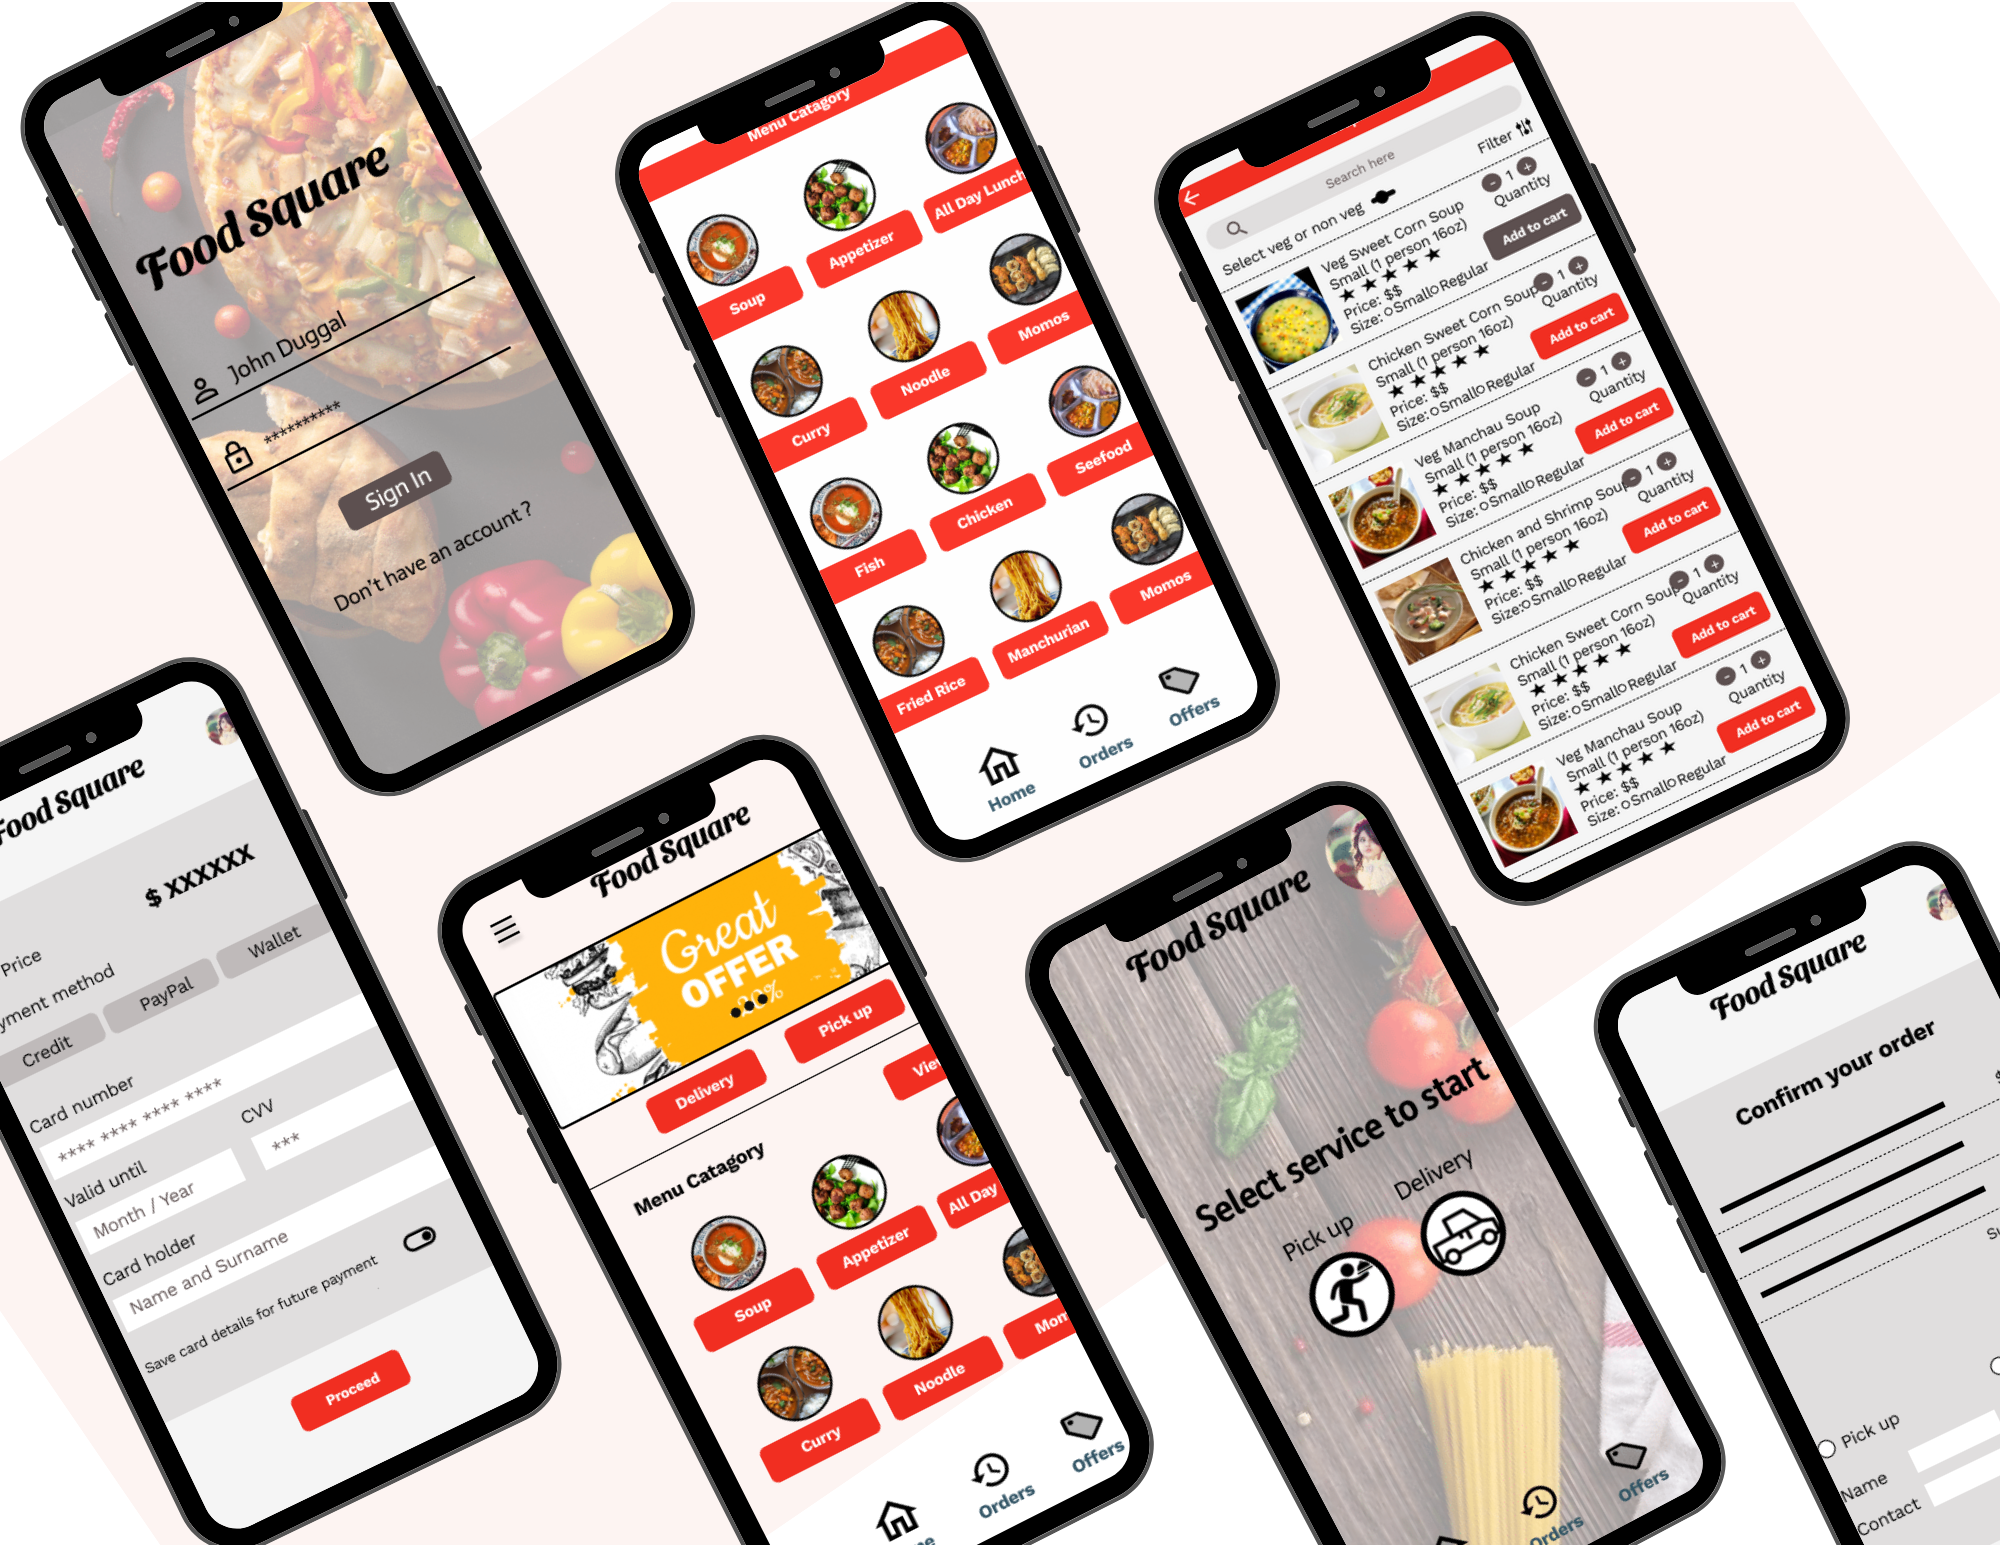 Food Square
John Duggal
**********
Sign In
Don't have an account ?
Menu Catagory
Soup
Appetizer
All Day Lunch
Curry
Noodle
Momos
Fish
Chicken
Seefood
Fried Rice
Manchurian
Momos
Home
Orders
Offers
Search here
Filter
Select veg or non veg
Veg Sweet Corn Soup
Small (1 person 16oz)
Price: $$
Size: Small Regular
- 1 +
Quantity
Add to cart
Chicken Sweet Corn Soup
Small (1 person 16oz)
Price: $$
Size: Small Regular
- 1 +
Quantity
Add to cart
Veg Manchau Soup
Small (1 person 16oz)
Price: $$
Size: Small Regular
- 1 +
Quantity
Add to cart
Chicken and Shrimp Soup
Small (1 person 16oz)
Price: $$
Size: Small Regular
- 1 +
Quantity
Add to cart
Chicken Sweet Corn Soup
Small (1 person 16oz)
Price: $$
Size: Small Regular
- 1 +
Quantity
Add to cart
Veg Manchau Soup
Small (1 person 16oz)
Price: $$
Size: Small Regular
- 1 +
Quantity
Add to cart
Food Square
$ XXXXXX
Price
yment method
Credit
PayPal
Wallet
Card number
**** **** **** ****
CVV
***
Valid until
Month / Year
Card holder
Name and Surname
Save card details for future payment
Proceed
Food Square
Great
OFFER
Delivery
Pick up
Vie
Menu Catagory
Soup
Appetizer
All Day
Curry
Noodle
Mom
Orders
Offers
Food Square
Select service to start
Pick up
Delivery
Orders
Offers
Food Square
Confirm your order
Pick up
Name
Contact